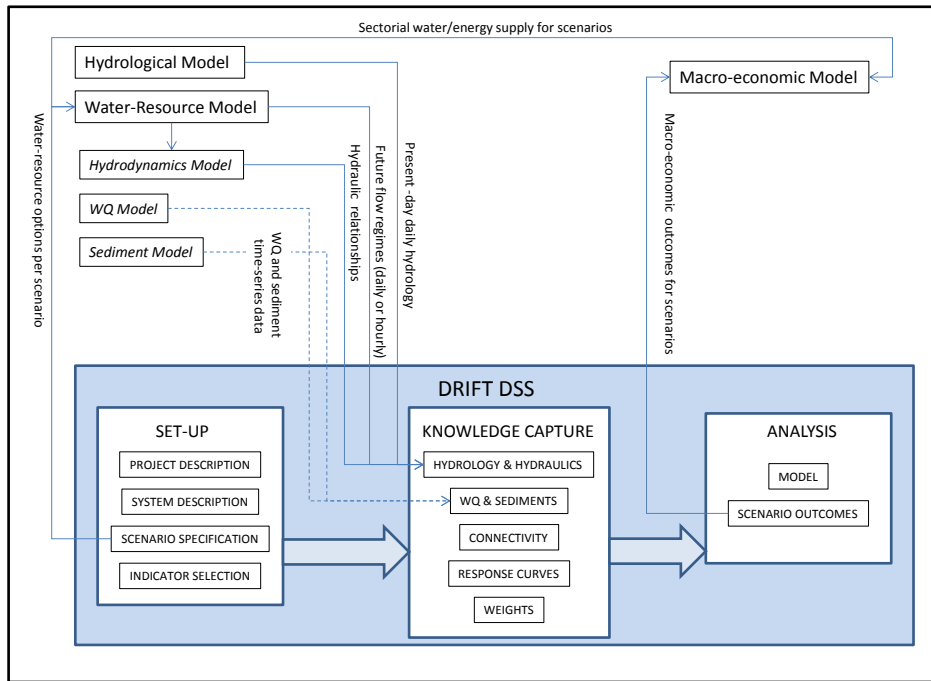 Sectorial water/energy supply for scenarios
Hydrological Model
Macro-economic Model
Water-Resource Model
Hydrodynamics Model
WQ Model
Sediment Model
Water-resource options per scenario
WQ and sediment
time-series data
Hydraulic relationships
Future flow regimes (daily or hourly)
Present -day daily hydrology
Macro-economic outcomes for scenarios
DRIFT DSS
SET-UP
PROJECT DESCRIPTION
SYSTEM DESCRIPTION
SCENARIO SPECIFICATION
INDICATOR SELECTION
KNOWLEDGE CAPTURE
HYDROLOGY & HYDRAULICS
WQ & SEDIMENTS
CONNECTIVITY
RESPONSE CURVES
WEIGHTS
ANALYSIS
MODEL
SCENARIO OUTCOMES